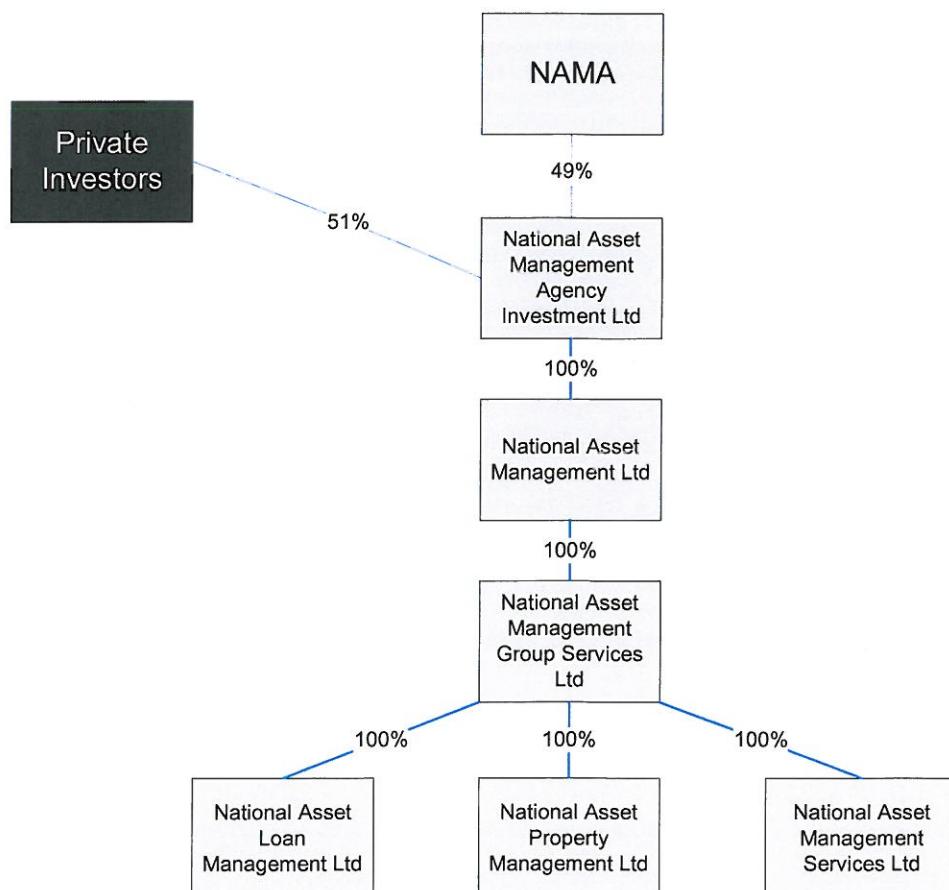 NAMA
Private
Investors
49%
51%
National Asset
Management
Agency
Investment Ltd
100%
National Asset
Management Ltd
100%
National Asset
Management
Group Services
Ltd
100%
100%
100%
National Asset
Loan
Management Ltd
National Asset
Property
Management Ltd
National Asset
Management
Services Ltd